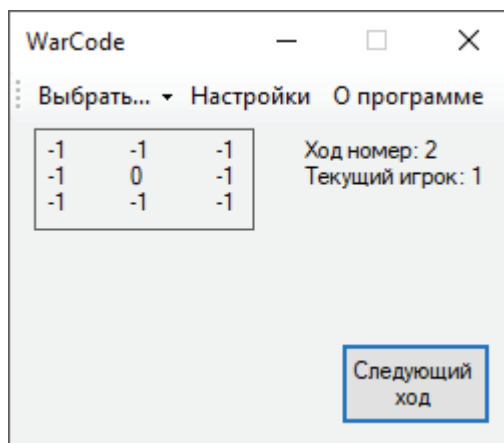 WarCode
Выбрать... Настройки О программе
-1 -1 -1
-1 0 -1
-1 -1 -1
Ход номер: 2
Текущий игрок: 1
Следующий
ход